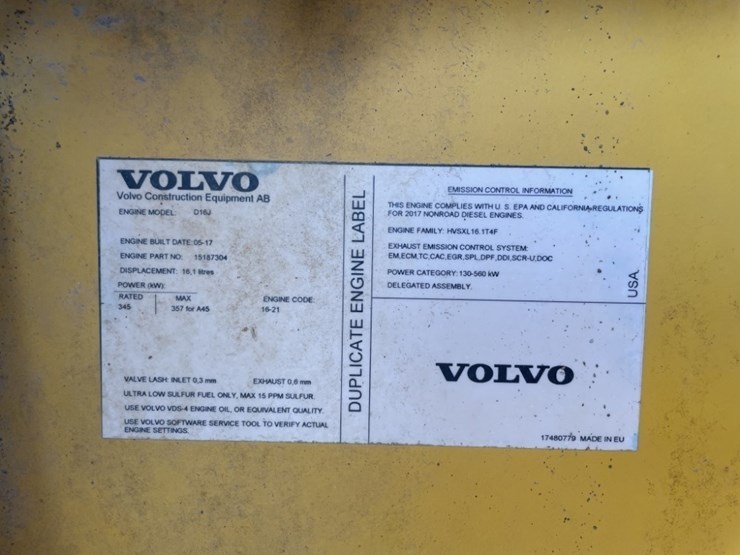 VOLVO
Volvo Construction Equipment AB
ENGINE MODEL: D16J
ENGINE BUILT DATE:05-17
ENGINE PART NO: 15187304
DISPLACEMENT: 16,1 litres
POWER (kW):
RATED MAX ENGINE CODE:
345 357 for A45 16-21
VALVE LASH INLET 0,3 mm EXHAUST 0,6 mm
ULTRA LOW SULFUR FUEL ONLY, MAX 15 PPM SULFUR.
USE VOLVO VDS-4 ENGINE OIL, OR EQUIVALENT QUALITY.
USE VOLVO SOFTWARE SERVICE TOOL TO VERIFY ACTUAL
ENGINE SETTINGS.
DUPLICATE ENGINE LABEL
EMISSION CONTROL INFORMATION
THIS ENGINE COMPLIES WITH U. S. EPA AND CALIFORNIA REGULATIONS
FOR 2017 NONROAD DIESEL ENGINES.
ENGINE FAMILY: HVSXL16.1T4F
EXHAUST EMISSION CONTROL SYSTEM:
EM,ECM,TC,CAC,EGR,SPL,DPF,DDI,SCR-U,DOC
POWER CATEGORY:130-560 kW
DELEGATED ASSEMBLY.
USA
VOLVO
17480779 MADE IN EU